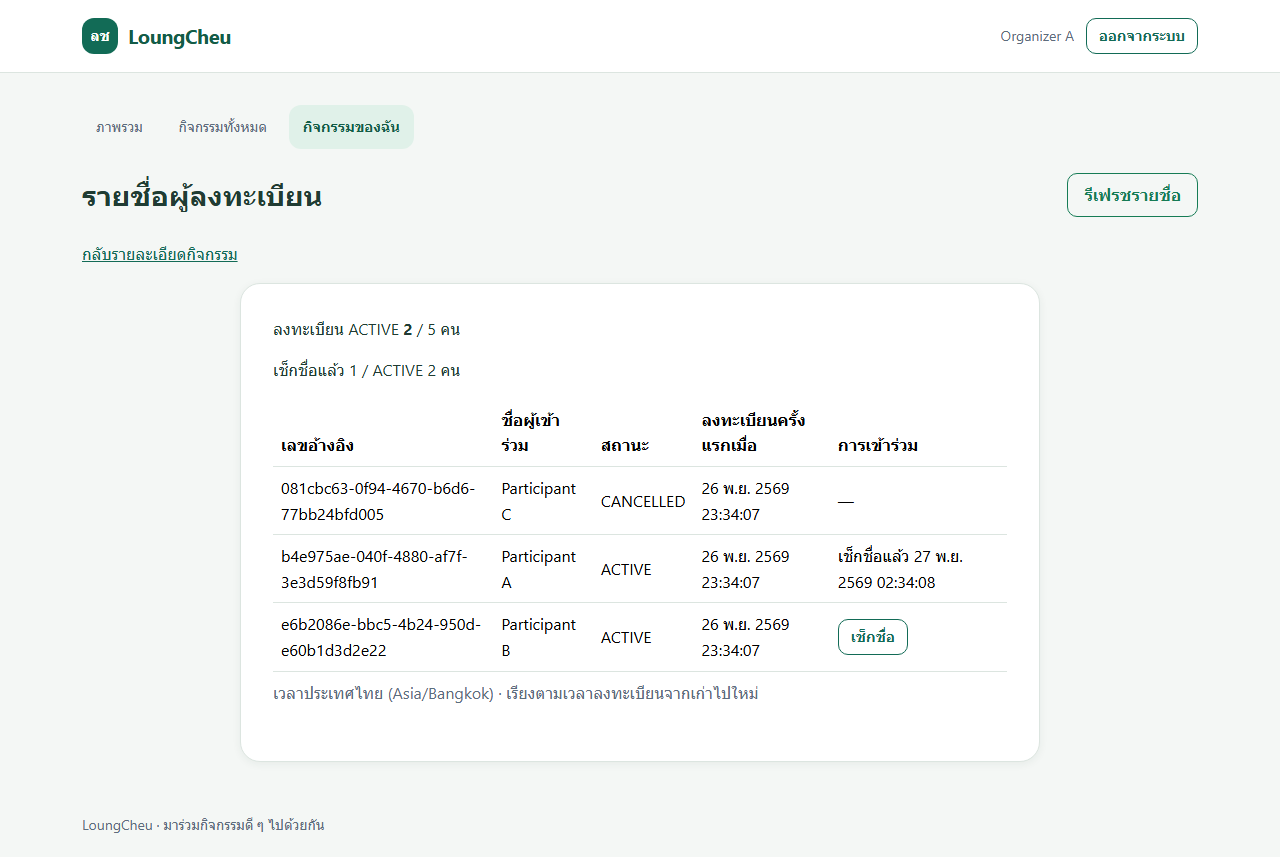 ลช LoungCheu
Organizer A ออกจากระบบ
ภาพรวม กิจกรรมทั้งหมด กิจกรรมของฉัน
รายชื่อผู้ลงทะเบียน
รีเฟรชรายชื่อ
กลับรายละเอียดกิจกรรม
ลงทะเบียน ACTIVE 2 / 5 คน
เช็กชื่อแล้ว 1 / ACTIVE 2 คน
เลขอ้างอิง ชื่อผู้เข้าร่วม สถานะ ลงทะเบียนครั้งแรกเมื่อ การเข้าร่วม
081cbc63-0f94-4670-b6d6-77bb24bfd005 Participant C CANCELLED 26 พ.ย. 2569 23:34:07 —
b4e975ae-040f-4880-af7f-3e3d59f8fb91 Participant A ACTIVE 26 พ.ย. 2569 23:34:07 เช็กชื่อแล้ว 27 พ.ย. 2569 02:34:08
e6b2086e-bbc5-4b24-950d-e60b1d3d2e22 Participant B ACTIVE 26 พ.ย. 2569 23:34:07 เช็กชื่อ
เวลาประเทศไทย (Asia/Bangkok) · เรียงตามเวลาลงทะเบียนจากเก่าไปใหม่
LoungCheu · มาร่วมกิจกรรมดี ๆ ไปด้วยกัน